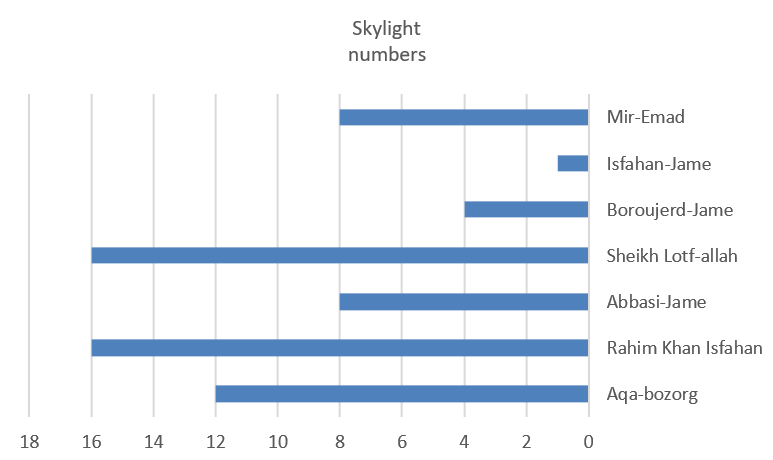 Skylight
numbers
Mir-Emad
Isfahan-Jame
Boroujerd-Jame
Sheikh Lotf-allah
Abbasi-Jame
Rahim Khan Isfahan
Aqa-bozorg
18 16 14 12 10 8 6 4 2 0